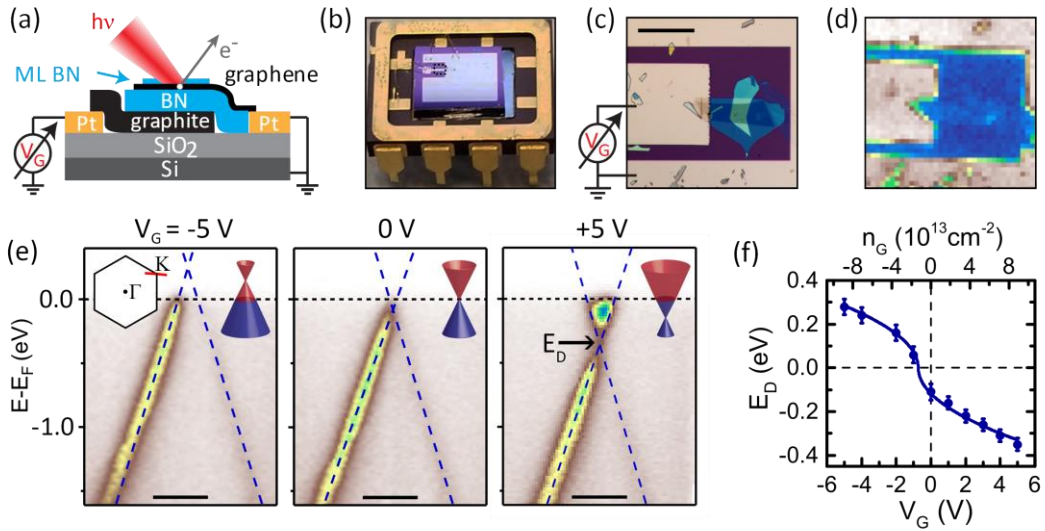 (a)
hν
e⁻
ML BN
graphene
BN
Pt
graphite
Pt
V_G
SiO₂
Si
(b)
(c)
V_G
(d)
(e)
V_G = -5 V
0 V
+5 V
K
Γ
0.0
-1.0
E-E_F (eV)
E_D
(f)
n_G (10¹³cm⁻²)
-8 -4 0 4 8
0.4
0.2
0.0
-0.2
-0.4
E_D (eV)
-6 -4 -2 0 2 4 6
V_G (V)